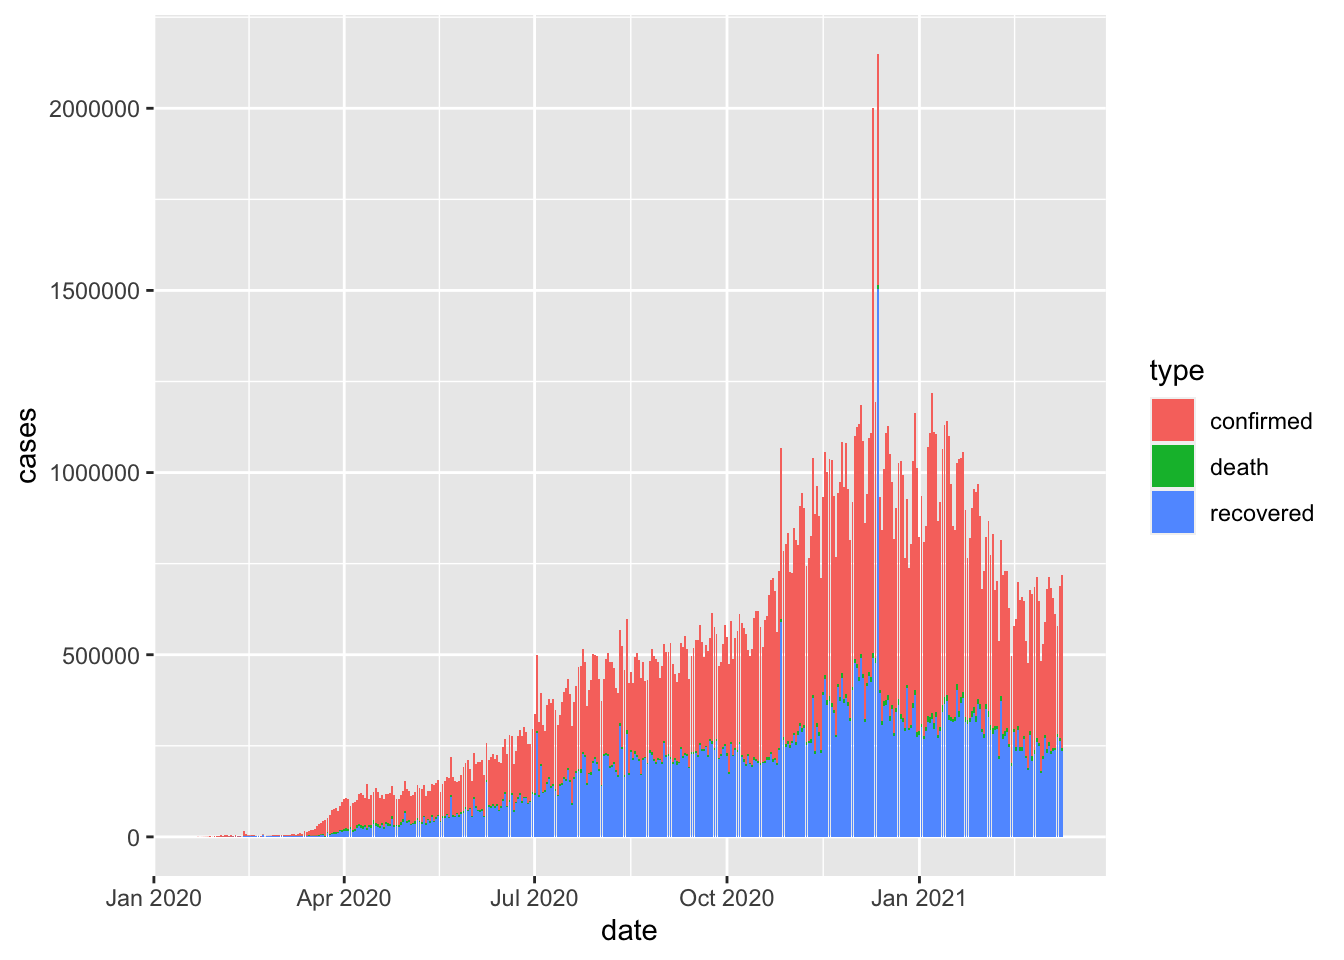 2000000
1500000
1000000
500000
0
cases
Jan 2020
Apr 2020
Jul 2020
Oct 2020
Jan 2021
date
type
confirmed
death
recovered